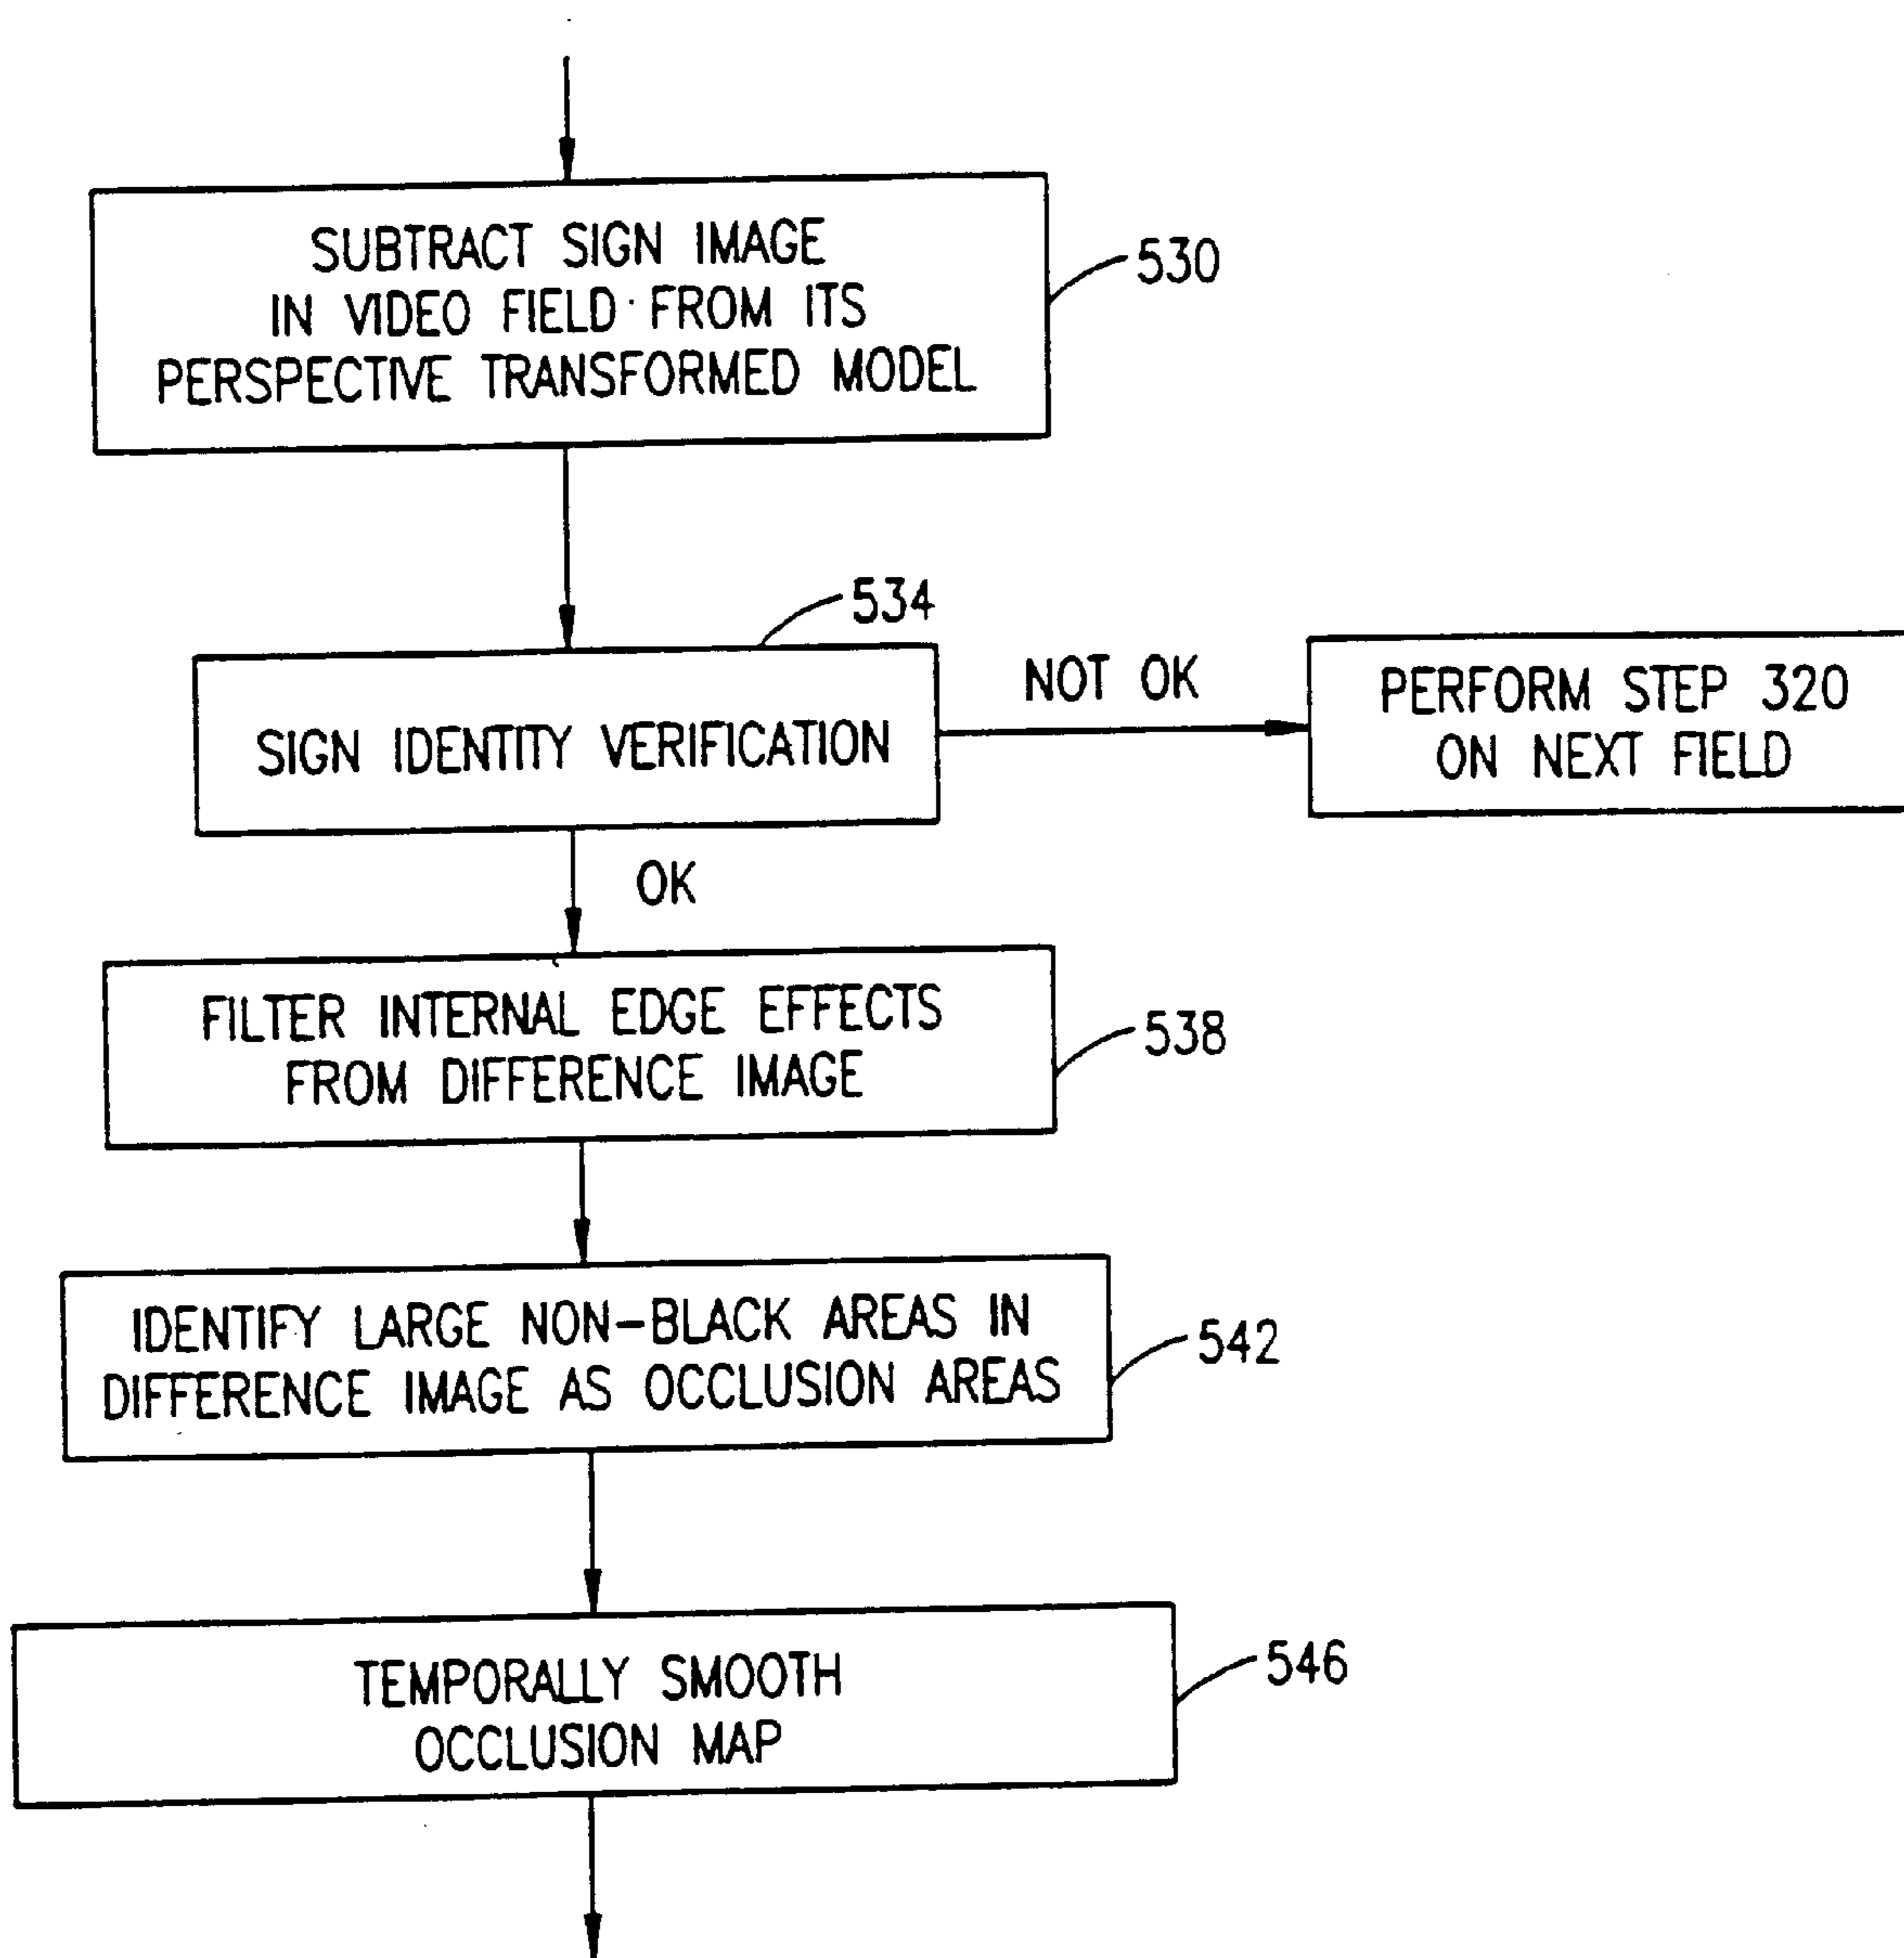 SUBTRACT SIGN IMAGE
IN VIDEO FIELD FROM ITS
PERSPECTIVE TRANSFORMED MODEL
530
534
SIGN IDENTITY VERIFICATION
NOT OK
PERFORM STEP 320
ON NEXT FIELD
OK
FILTER INTERNAL EDGE EFFECTS
FROM DIFFERENCE IMAGE
538
IDENTIFY LARGE NON-BLACK AREAS IN
DIFFERENCE IMAGE AS OCCLUSION AREAS
542
TEMPORALLY SMOOTH
OCCLUSION MAP
546